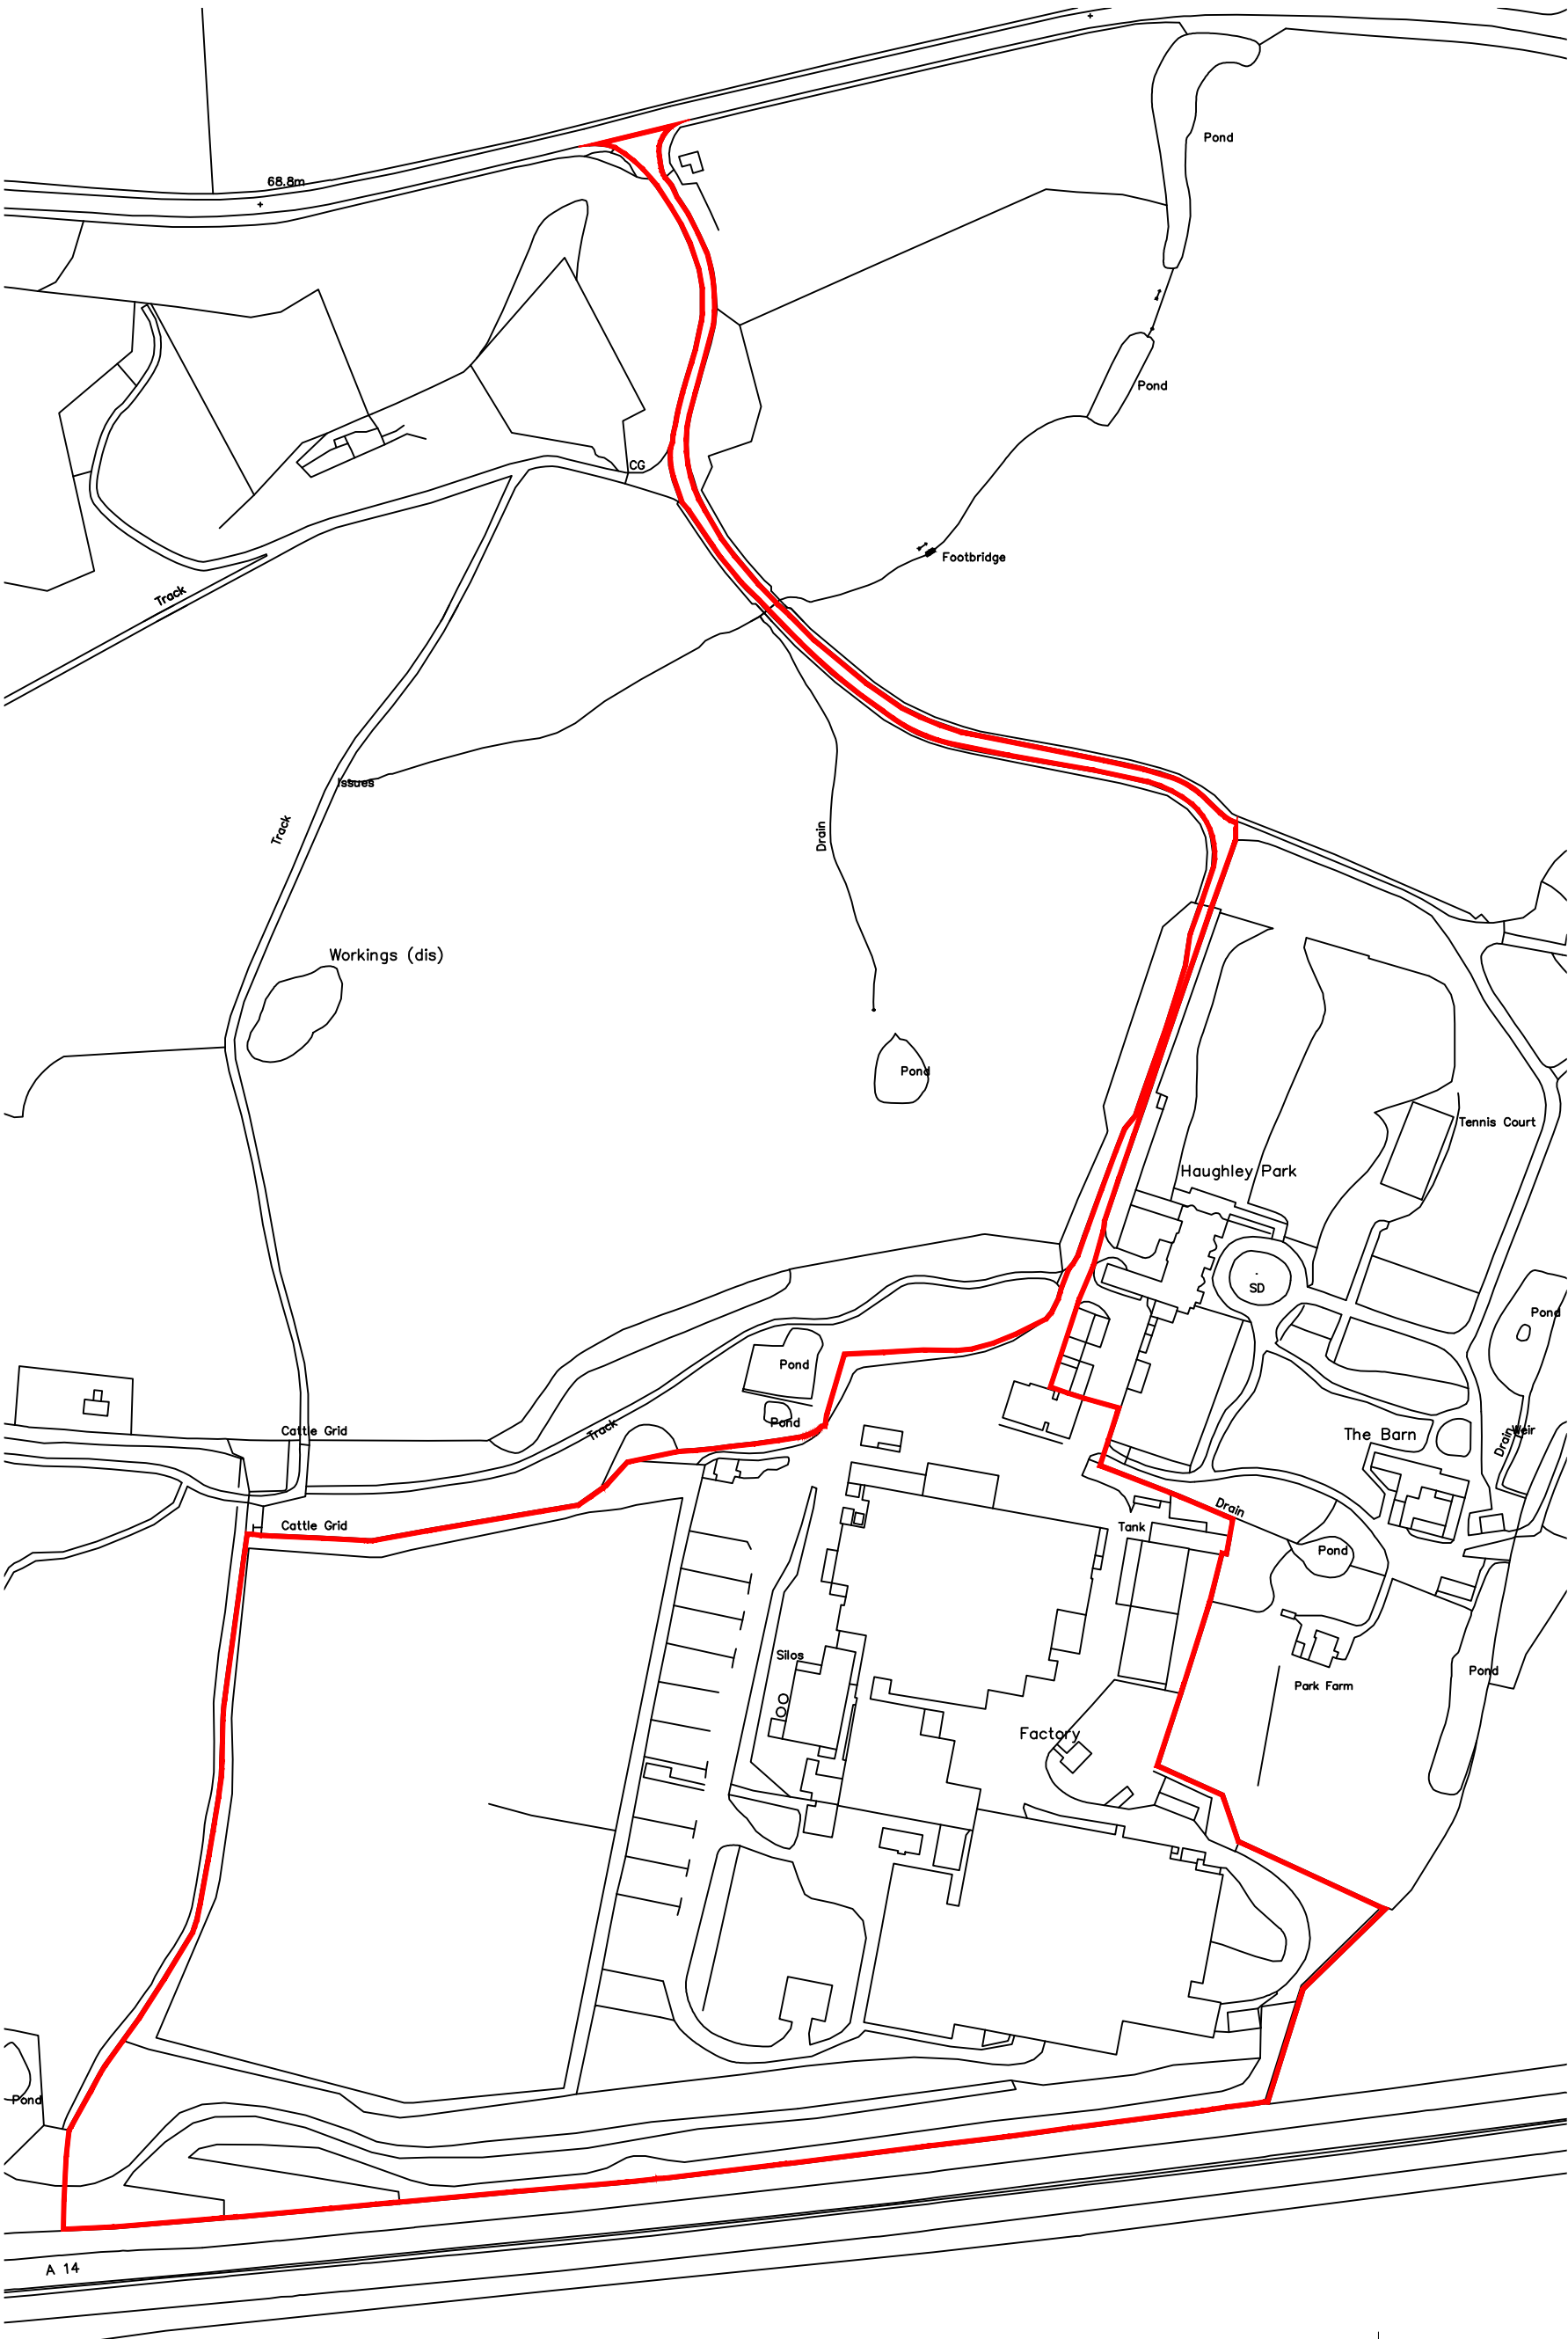 Pond
68.8m
Pond
CG
Footbridge
Track
Issues
Track
Drain
Workings (dis)
Pond
Tennis Court
Haughley Park
SD
Pond
Pond
Pond
Cattle Grid
Track
The Barn
Weir
Drain
Drain
Cattle Grid
Tank
Pond
Silos
Pond
Park Farm
Factory
Pond
A 14